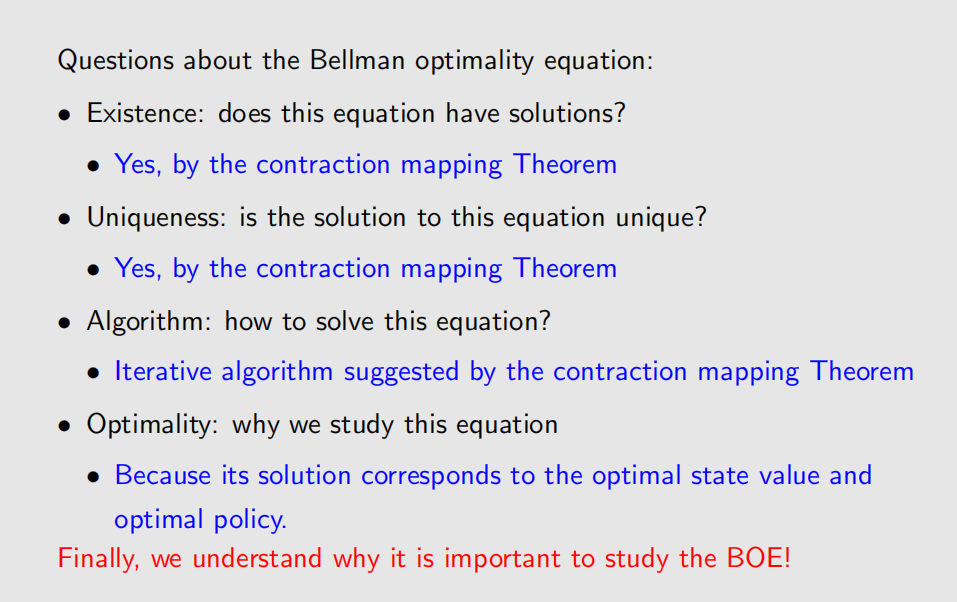 Questions about the Bellman optimality equation:
• Existence: does this equation have solutions?
• Yes, by the contraction mapping Theorem
• Uniqueness: is the solution to this equation unique?
• Yes, by the contraction mapping Theorem
• Algorithm: how to solve this equation?
• Iterative algorithm suggested by the contraction mapping Theorem
• Optimality: why we study this equation
• Because its solution corresponds to the optimal state value and
optimal policy.
Finally, we understand why it is important to study the BOE!